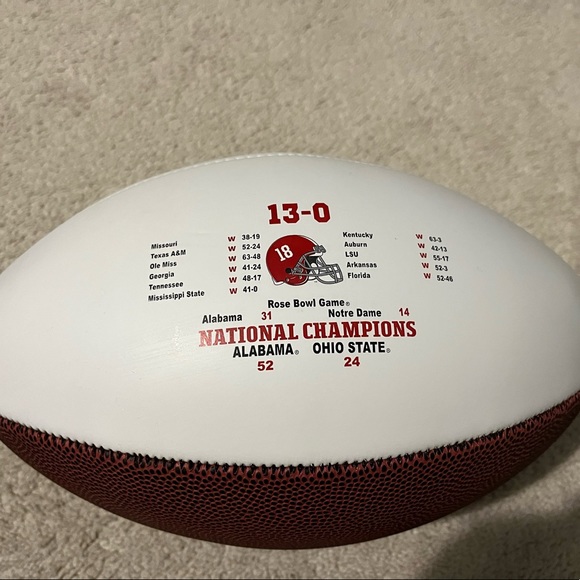 13-0
Missouri W 38-19
Texas A&M W 52-24
Ole Miss W 63-48
Georgia W 41-24
Tennessee W 48-17
Mississippi State W 41-0
18
Kentucky W 63-3
Auburn W 42-13
LSU W 55-17
Arkansas W 52-3
Florida W 52-46
Rose Bowl Game®
Alabama 31 Notre Dame 14
NATIONAL CHAMPIONS
ALABAMA® OHIO STATE®
52 24